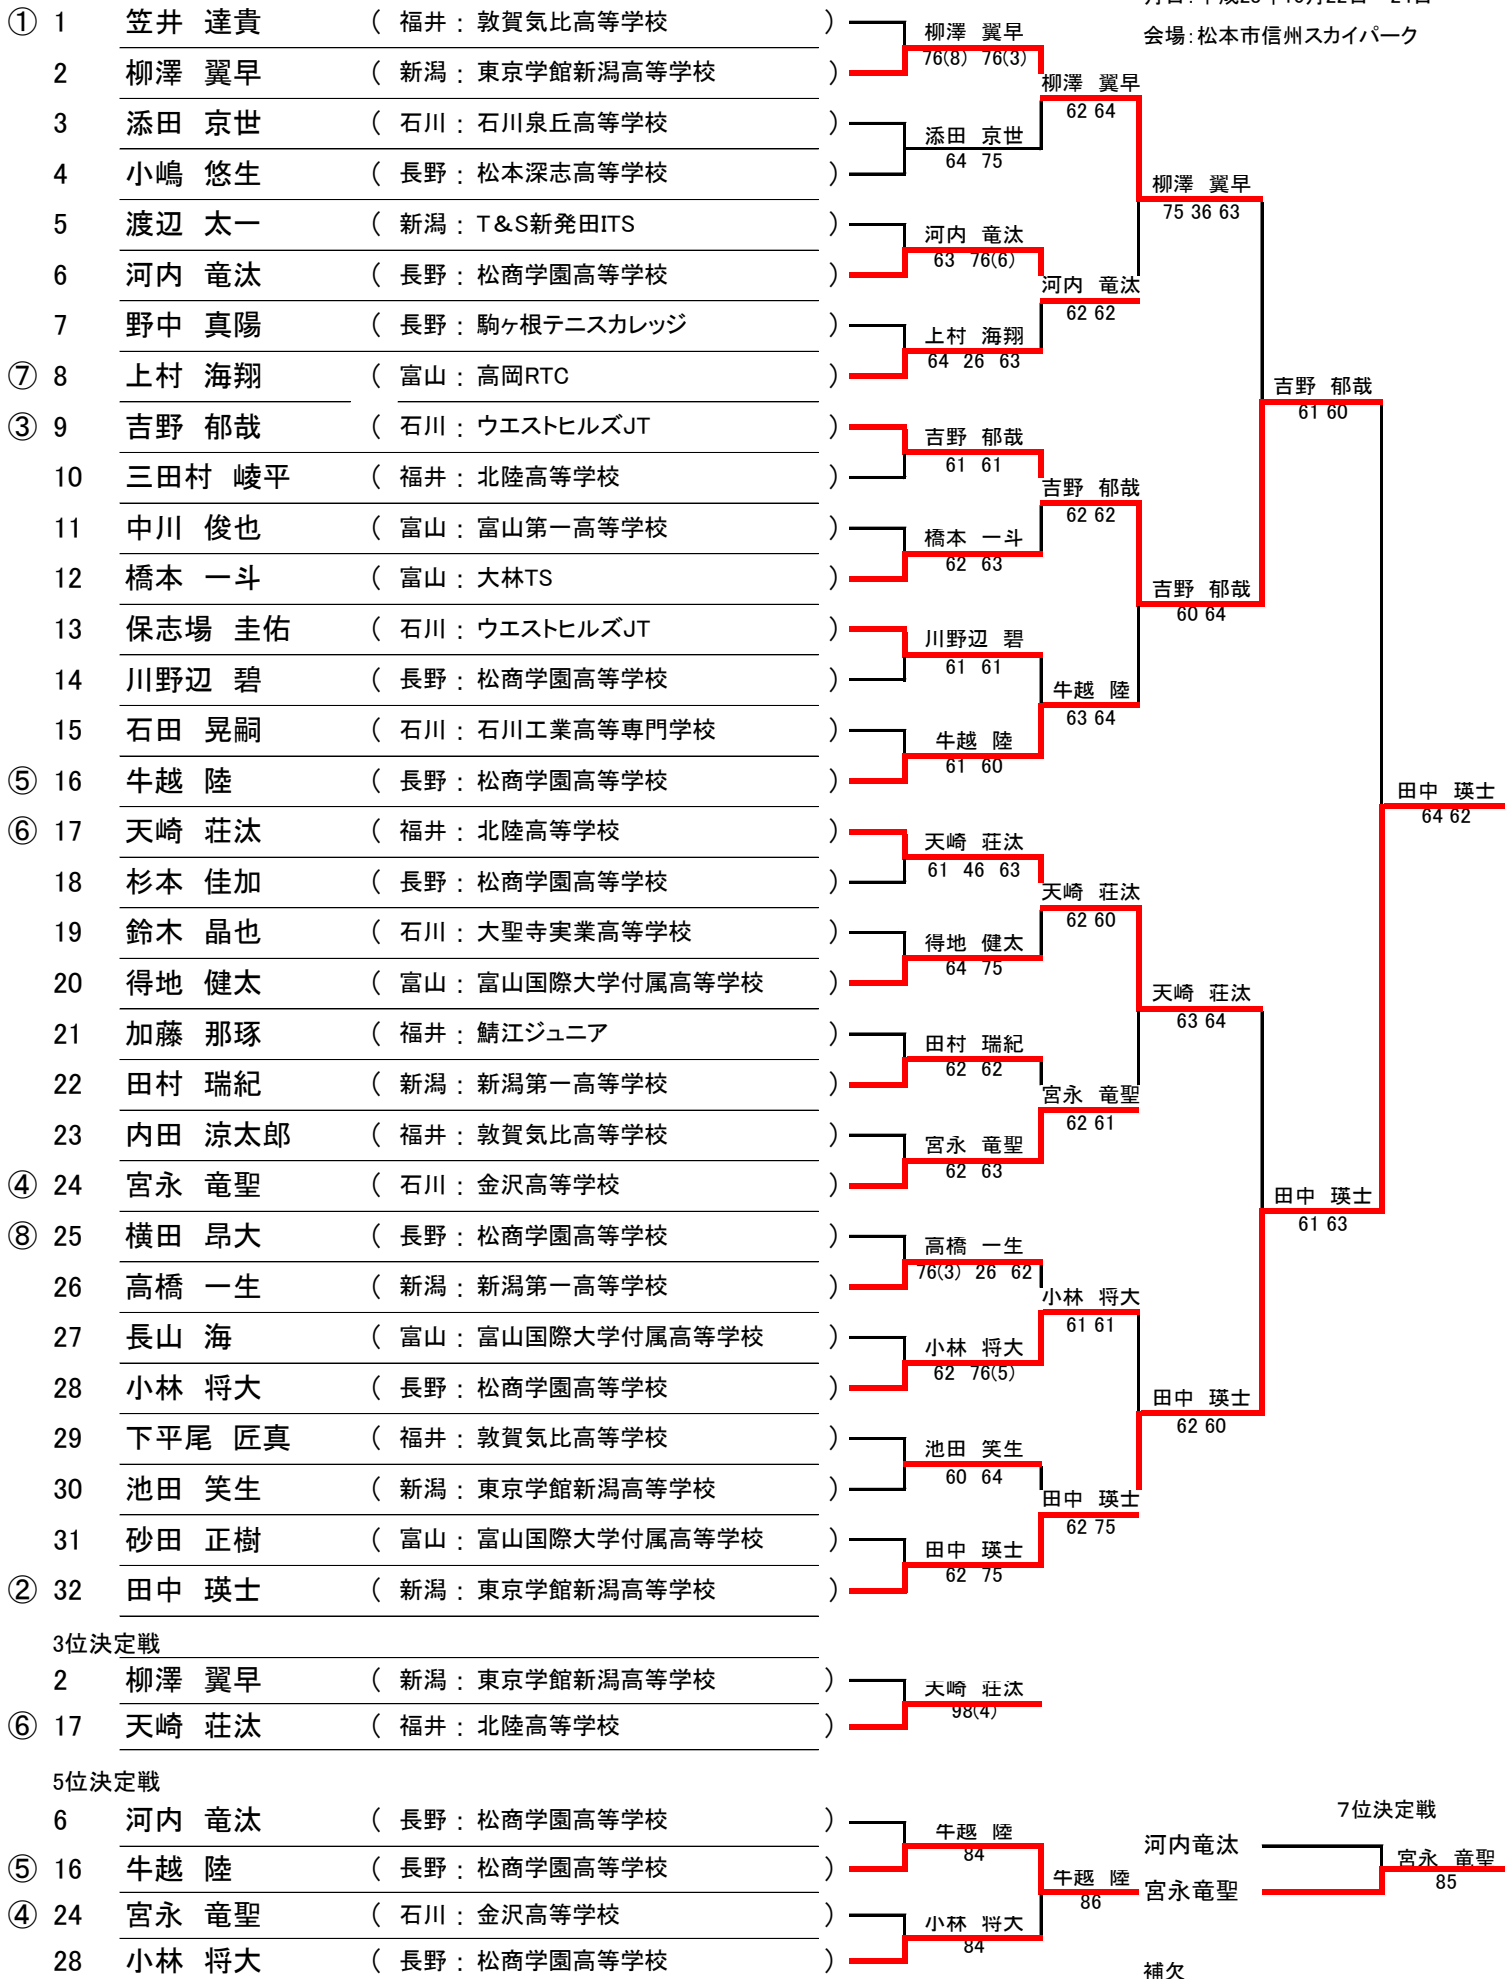 ① 1 笠井 達貴 ( 福井 : 敦賀気比高等学校 )
会場：松本市信州スカイパーク
柳澤 翼早
76(8) 76(3)
2 柳澤 翼早 ( 新潟 : 東京学館新潟高等学校 )
柳澤 翼早
62 64
3 添田 京世 ( 石川 : 石川泉丘高等学校 )
添田 京世
64 75
4 小嶋 悠生 ( 長野 : 松本深志高等学校 )
柳澤 翼早
75 36 63
5 渡辺 太一 ( 新潟 : T＆S新発田ITS )
河内 竜汰
63 76(6)
6 河内 竜汰 ( 長野 : 松商学園高等学校 )
河内 竜汰
62 62
7 野中 真陽 ( 長野 : 駒ヶ根テニスカレッジ )
上村 海翔
64 26 63
⑦ 8 上村 海翔 ( 富山 : 高岡RTC )
吉野 郁哉
61 60
③ 9 吉野 郁哉 ( 石川 : ウエストヒルズJT )
吉野 郁哉
61 61
10 三田村 崚平 ( 福井 : 北陸高等学校 )
吉野 郁哉
62 62
11 中川 俊也 ( 富山 : 富山第一高等学校 )
橋本 一斗
62 63
12 橋本 一斗 ( 富山 : 大林TS )
吉野 郁哉
60 64
13 保志場 圭佑 ( 石川 : ウエストヒルズJT )
川野辺 碧
61 61
14 川野辺 碧 ( 長野 : 松商学園高等学校 )
牛越 陸
63 64
15 石田 晃嗣 ( 石川 : 石川工業高等専門学校 )
牛越 陸
61 60
⑤ 16 牛越 陸 ( 長野 : 松商学園高等学校 )
田中 瑛士
64 62
⑥ 17 天崎 荘汰 ( 福井 : 北陸高等学校 )
天崎 荘汰
61 46 63
18 杉本 佳加 ( 長野 : 松商学園高等学校 )
天崎 荘汰
62 60
19 鈴木 晶也 ( 石川 : 大聖寺実業高等学校 )
得地 健太
64 75
20 得地 健太 ( 富山 : 富山国際大学付属高等学校 )
天崎 荘汰
63 64
21 加藤 那琢 ( 福井 : 鯖江ジュニア )
田村 瑞紀
62 62
22 田村 瑞紀 ( 新潟 : 新潟第一高等学校 )
宮永 竜聖
62 61
23 内田 涼太郎 ( 福井 : 敦賀気比高等学校 )
宮永 竜聖
62 63
④ 24 宮永 竜聖 ( 石川 : 金沢高等学校 )
田中 瑛士
61 63
⑧ 25 横田 昂大 ( 長野 : 松商学園高等学校 )
高橋 一生
76(3) 26 62
26 高橋 一生 ( 新潟 : 新潟第一高等学校 )
小林 将大
61 61
27 長山 海 ( 富山 : 富山国際大学付属高等学校 )
小林 将大
62 76(5)
28 小林 将大 ( 長野 : 松商学園高等学校 )
田中 瑛士
62 60
29 下平尾 匠真 ( 福井 : 敦賀気比高等学校 )
池田 笑生
60 64
30 池田 笑生 ( 新潟 : 東京学館新潟高等学校 )
田中 瑛士
62 75
31 砂田 正樹 ( 富山 : 富山国際大学付属高等学校 )
田中 瑛士
62 75
② 32 田中 瑛士 ( 新潟 : 東京学館新潟高等学校 )
3位決定戦
2 柳澤 翼早 ( 新潟 : 東京学館新潟高等学校 )
天崎 荘汰
98(4)
⑥ 17 天崎 荘汰 ( 福井 : 北陸高等学校 )
5位決定戦
6 河内 竜汰 ( 長野 : 松商学園高等学校 )
牛越 陸
84
⑤ 16 牛越 陸 ( 長野 : 松商学園高等学校 )
牛越 陸
86
④ 24 宮永 竜聖 ( 石川 : 金沢高等学校 )
小林 将大
84
28 小林 将大 ( 長野 : 松商学園高等学校 )
7位決定戦
河内竜汰
宮永 竜聖
85
宮永竜聖
補欠